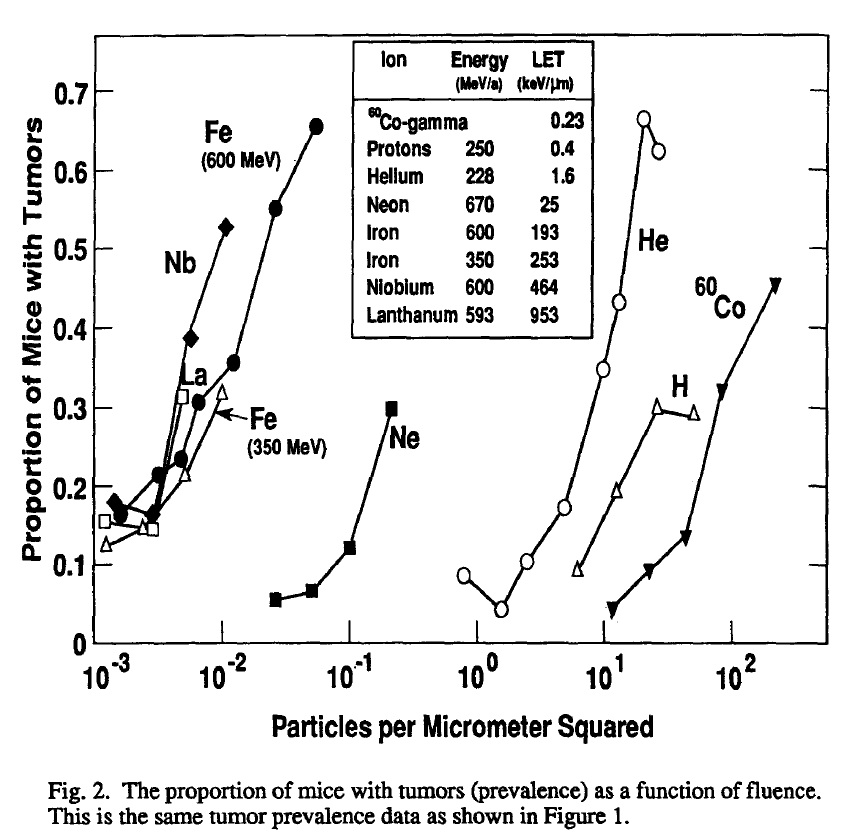 Ion Energy LET
(MeV/a) (keV/μm)
⁶⁰Co-gamma 0.23
Protons 250 0.4
Helium 228 1.6
Neon 670 25
Iron 600 193
Iron 350 253
Niobium 600 464
Lanthanum 593 953
Proportion of Mice with Tumors
0.7
0.6
0.5
0.4
0.3
0.2
0.1
0
Fe
(600 MeV)
Nb
La
Fe
(350 MeV)
Ne
He
⁶⁰Co
H
10⁻³ 10⁻² 10⁻¹ 10⁰ 10¹ 10²
Particles per Micrometer Squared
Fig. 2. The proportion of mice with tumors (prevalence) as a function of fluence.
This is the same tumor prevalence data as shown in Figure 1.